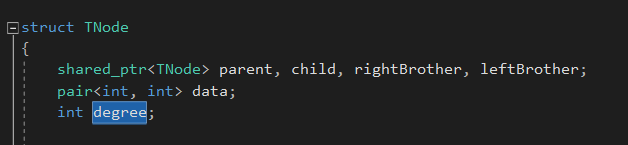 struct TNode
{
shared_ptr<TNode> parent, child, rightBrother, leftBrother;
pair<int, int> data;
int degree;